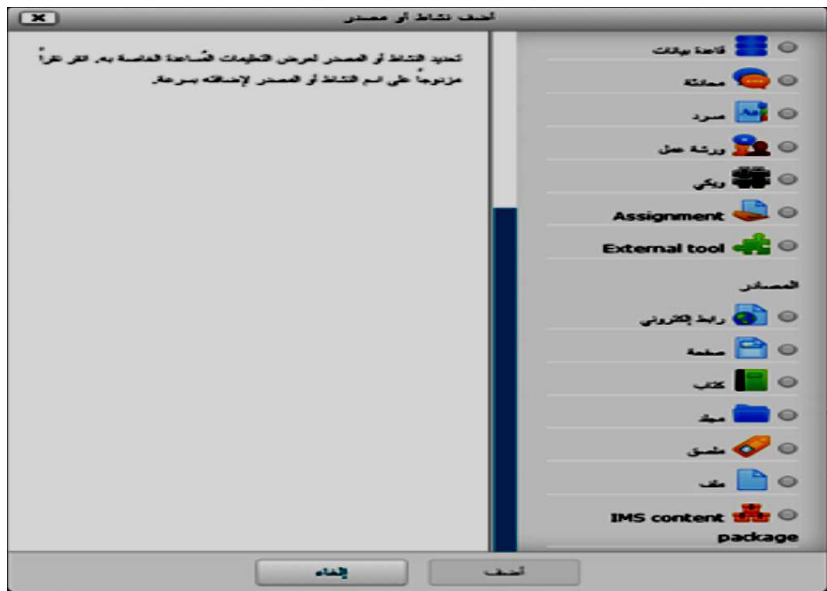 أضف نشاط أو مصدر
قاعدة بيانات
محادثة
مسرد
ورشة عمل
ويكي
Assignment
External tool
المصادر
رابط إلكتروني
صفحة
كتاب
مجلد
ملصق
ملف
IMS content
package
تحديد النشاط أو المصدر لعرض التعليمات المُساعدة الخاصة به. انقر نقراً
مزدوجاً على اسم النشاط أو المصدر لإضافته بسرعة.
أضف
إلغاء